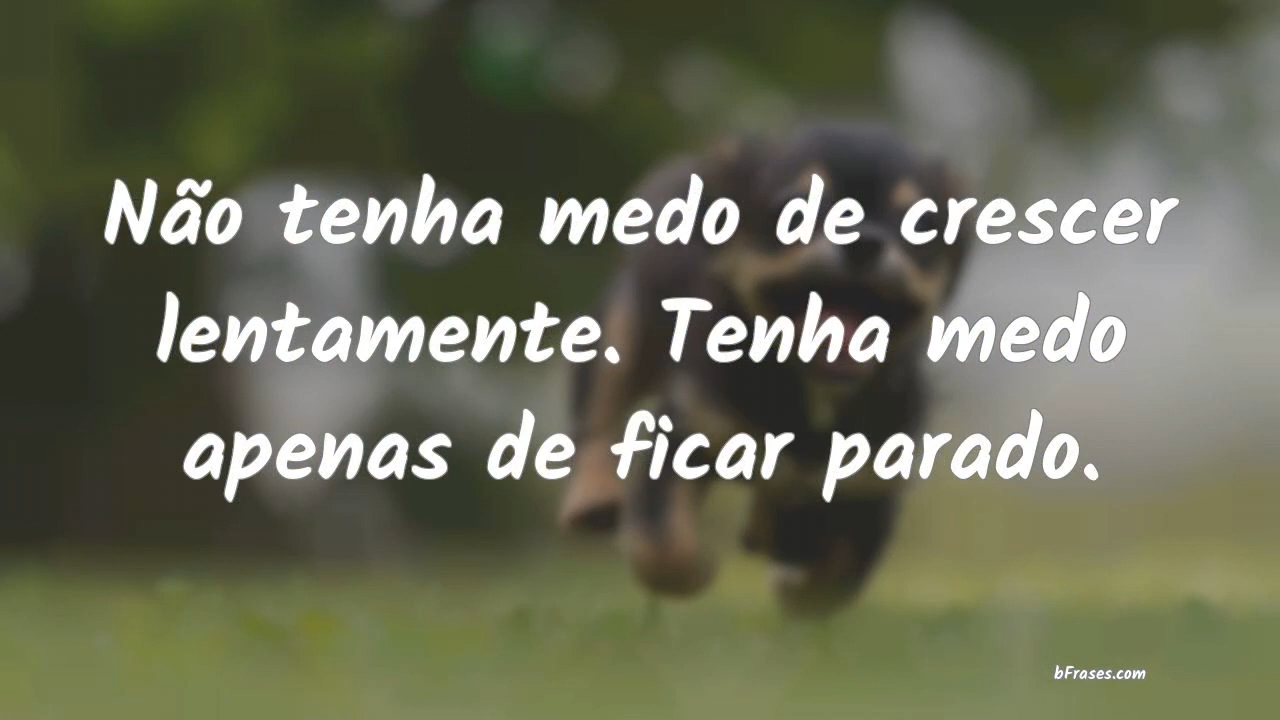 Não tenha medo de crescer
lentamente. Tenha medo
apenas de ficar parado.
bFrases.com